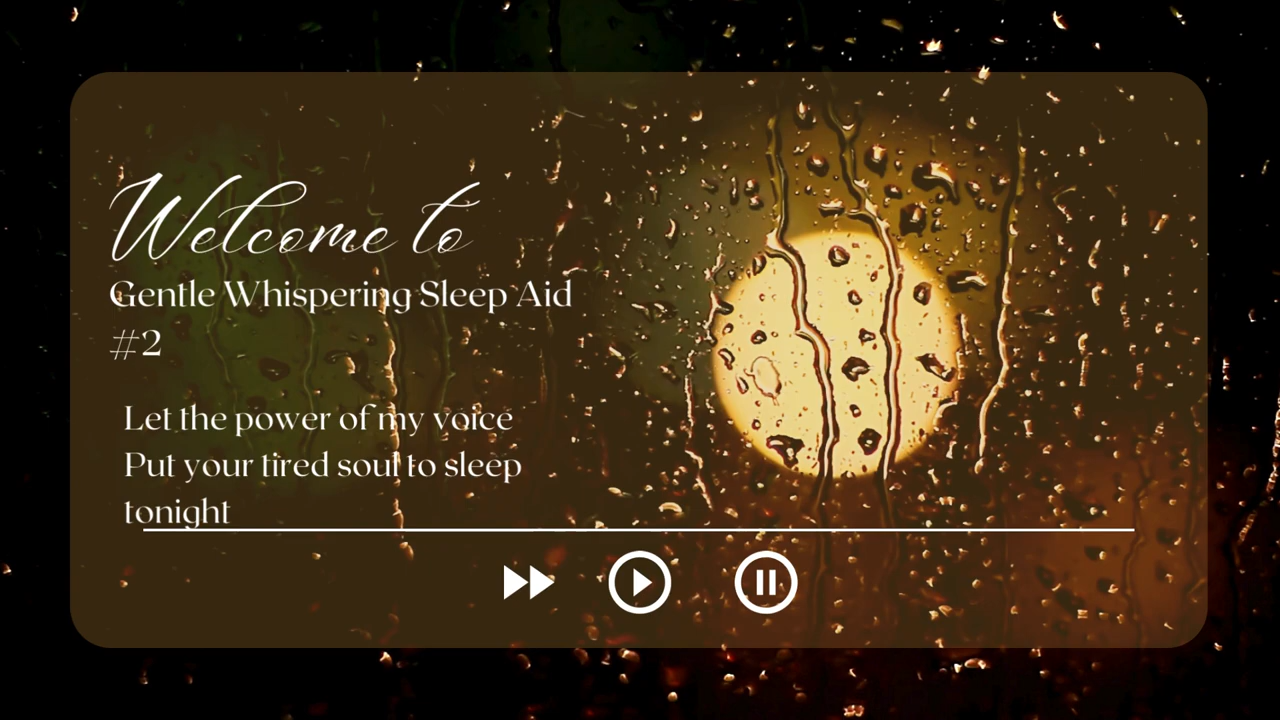 Welcome to
Gentle Whispering Sleep Aid
#2
Let the power of my voice
Put your tired soul to sleep
tonight